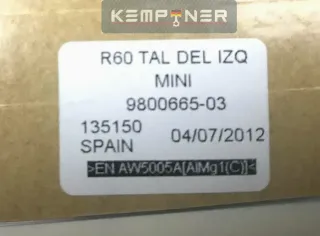 KEMPTNER
R60 TAL DEL IZQ
MINI
9800665-03
135150
SPAIN 04/07/2012
>EN AW5005A[AlMg1(C)]<